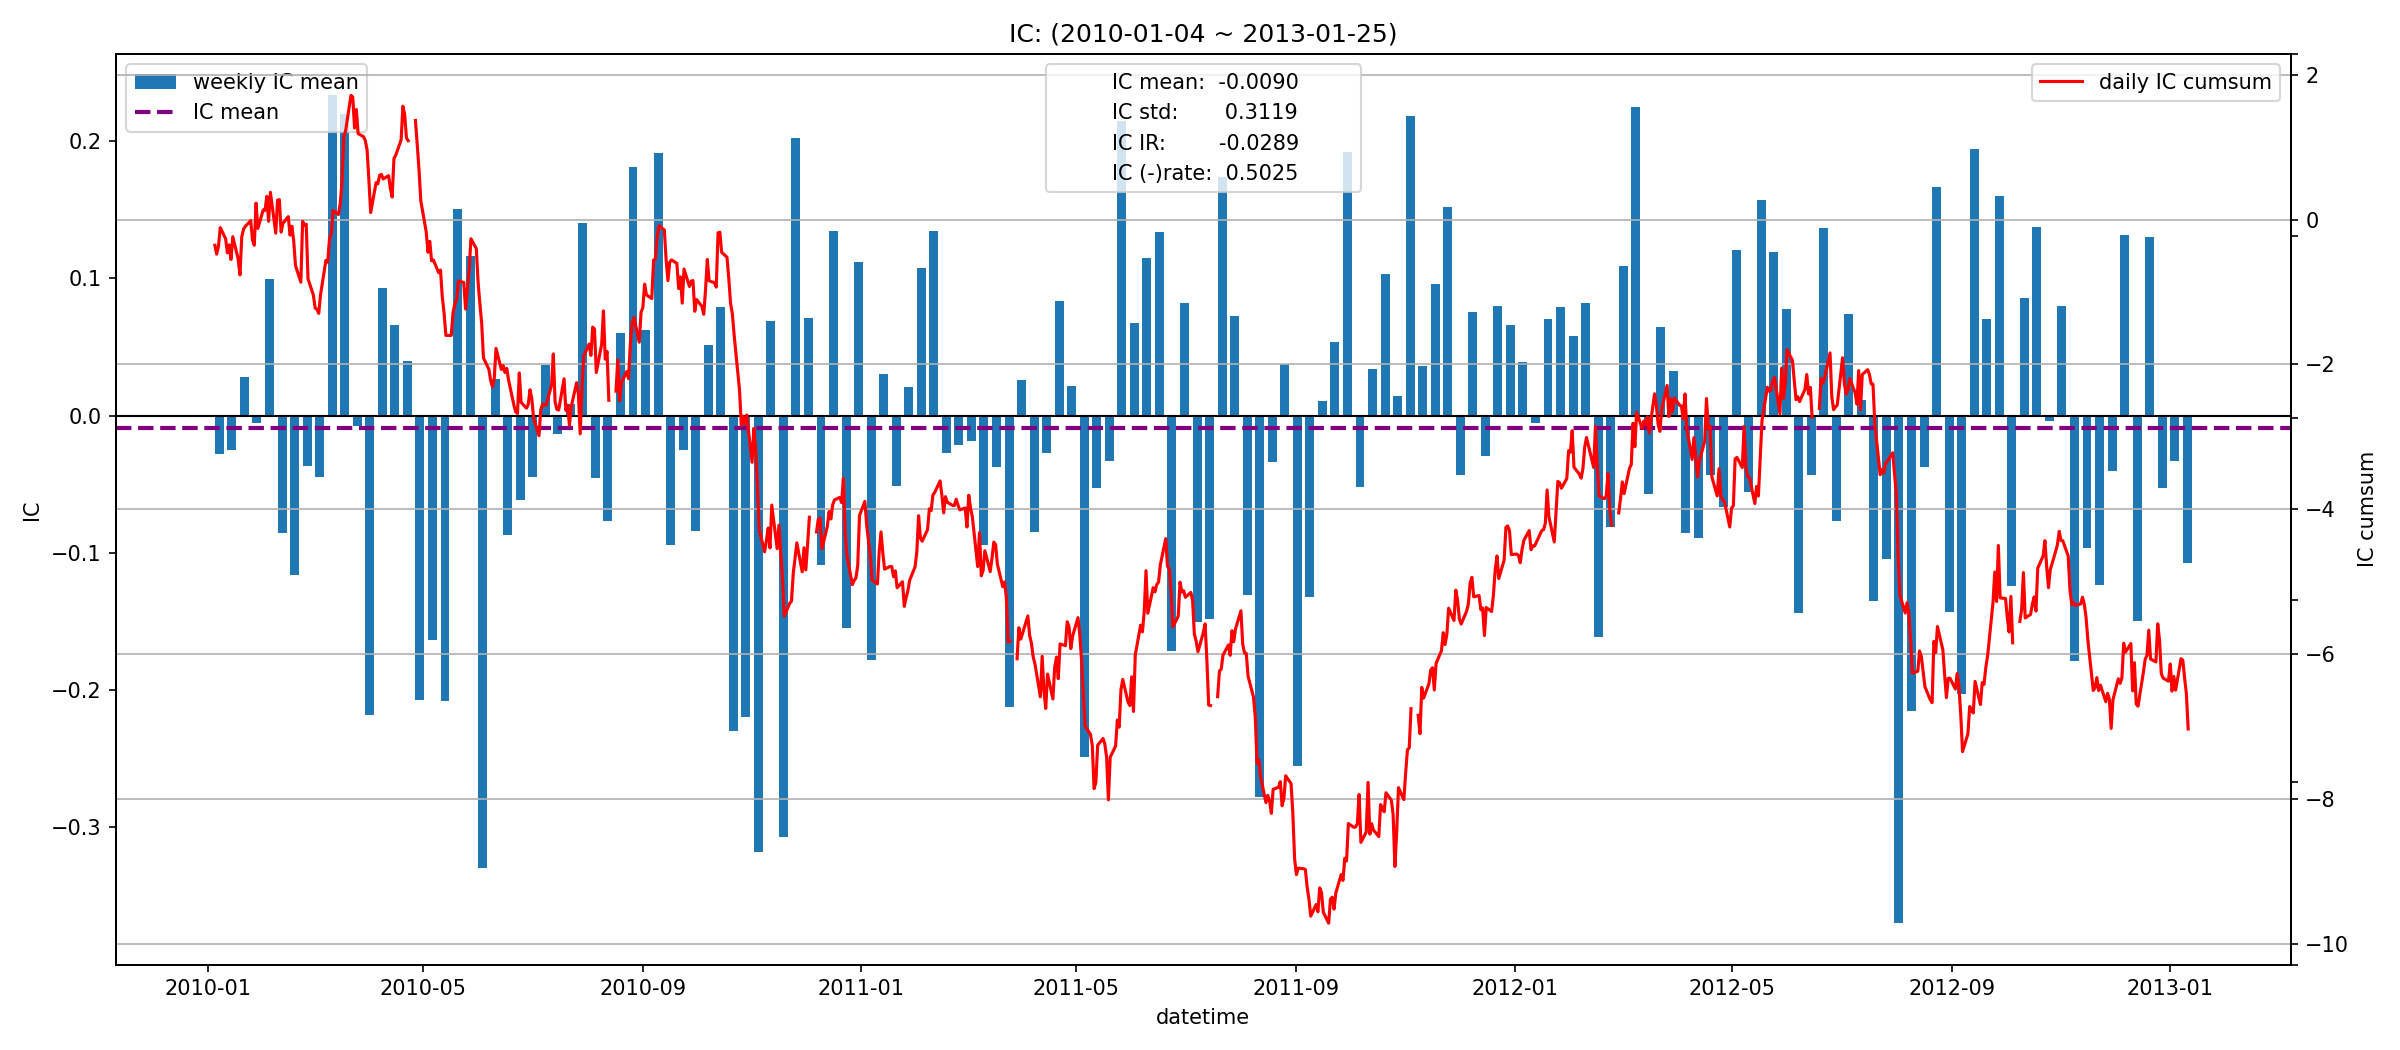 IC: (2010-01-04 ~ 2013-01-25)
weekly IC mean
IC mean
IC mean: -0.0090
IC std: 0.3119
IC IR: -0.0289
IC (-)rate: 0.5025
daily IC cumsum
0.2
0.1
0.0
−0.1
−0.2
−0.3
IC
2
0
−2
−4
−6
−8
−10
IC cumsum
2010-01 2010-05 2010-09 2011-01 2011-05 2011-09 2012-01 2012-05 2012-09 2013-01
datetime